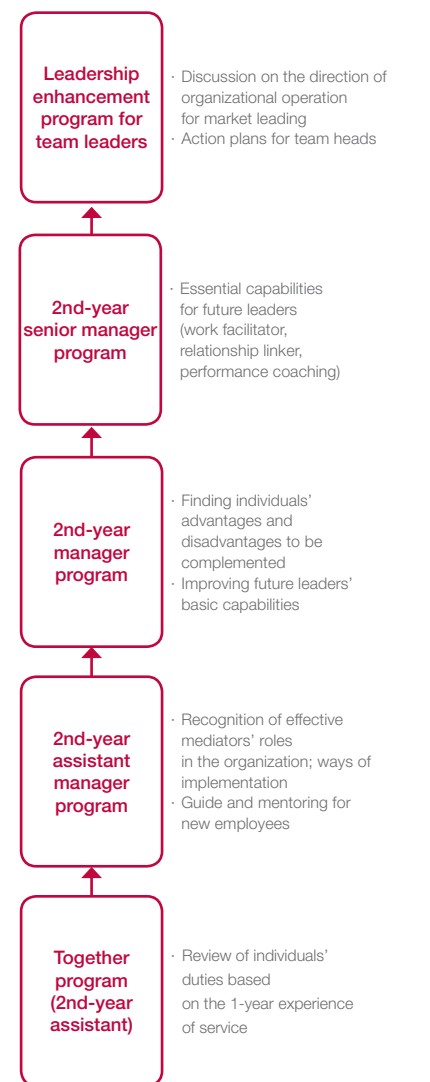 Leadership
enhancement
program for
team leaders
· Discussion on the direction of
organizational operation
for market leading
· Action plans for team heads
2nd-year
senior manager
program
· Essential capabilities
for future leaders
(work facilitator,
relationship linker,
performance coaching)
2nd-year
manager
program
· Finding individuals’
advantages and
disadvantages to be
complemented
· Improving future leaders’
basic capabilities
2nd-year
assistant
manager
program
· Recognition of effective
mediators’ roles
in the organization; ways of
implementation
· Guide and mentoring for
new employees
Together
program
(2nd-year
assistant)
· Review of individuals’
duties based
on the 1-year experience
of service